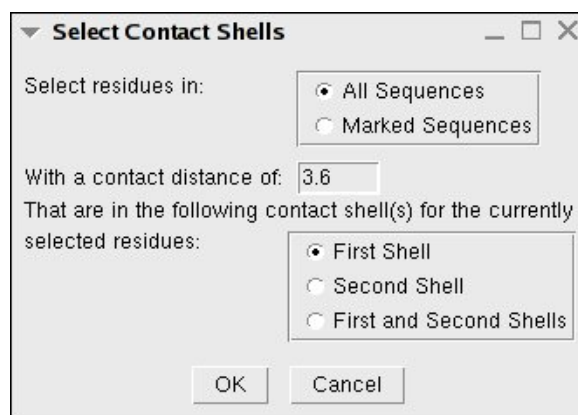 Select Contact Shells
Select residues in:
All Sequences
Marked Sequences
With a contact distance of: 3.6
That are in the following contact shell(s) for the currently
selected residues:
First Shell
Second Shell
First and Second Shells
OK Cancel